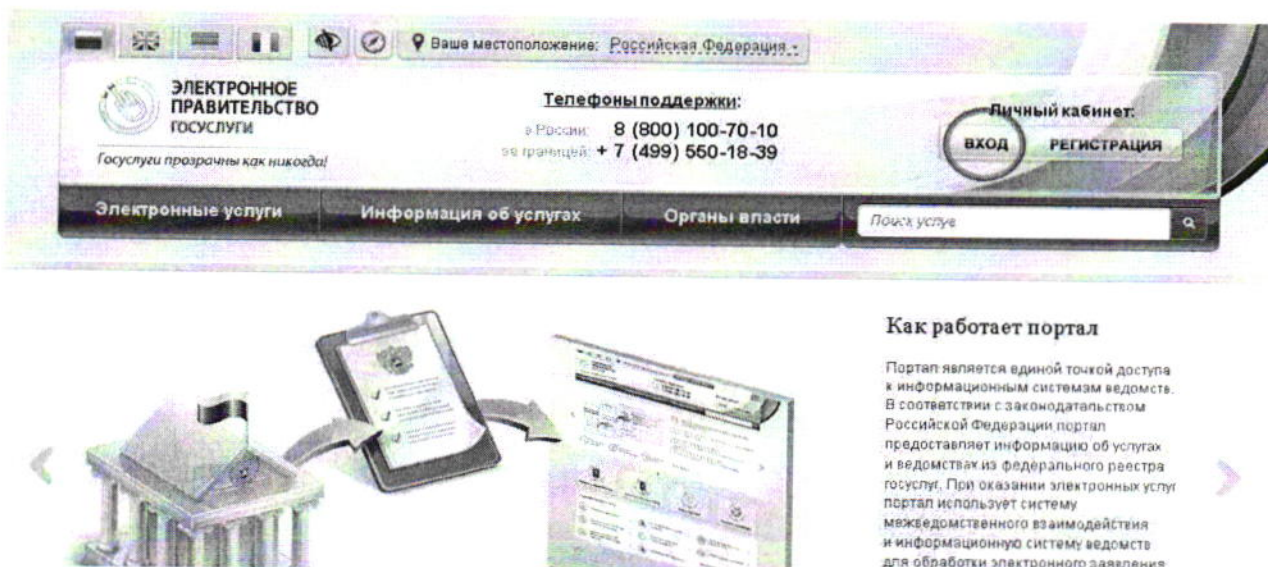 Ваше местоположение: Российская Федерация
ЭЛЕКТРОННОЕ
ПРАВИТЕЛЬСТВО
ГОСУСЛУГИ
Госуслуги прозрачны как никогда!
Телефоны поддержки:
в России: 8 (800) 100-70-10
за границей: + 7 (499) 550-18-39
Личный кабинет:
ВХОД РЕГИСТРАЦИЯ
Электронные услуги Информация об услугах Органы власти Поиск услуг
Как работает портал
Портал является единой точкой доступа
к информационным системам ведомств.
В соответствии с законодательством
Российской Федерации портал
предоставляет информацию об услугах
и ведомствах из федерального реестра
госуслуг. При оказании электронных услуг
портал использует систему
межведомственного взаимодействия
и информационную систему ведомств
для обработки электронного заявления